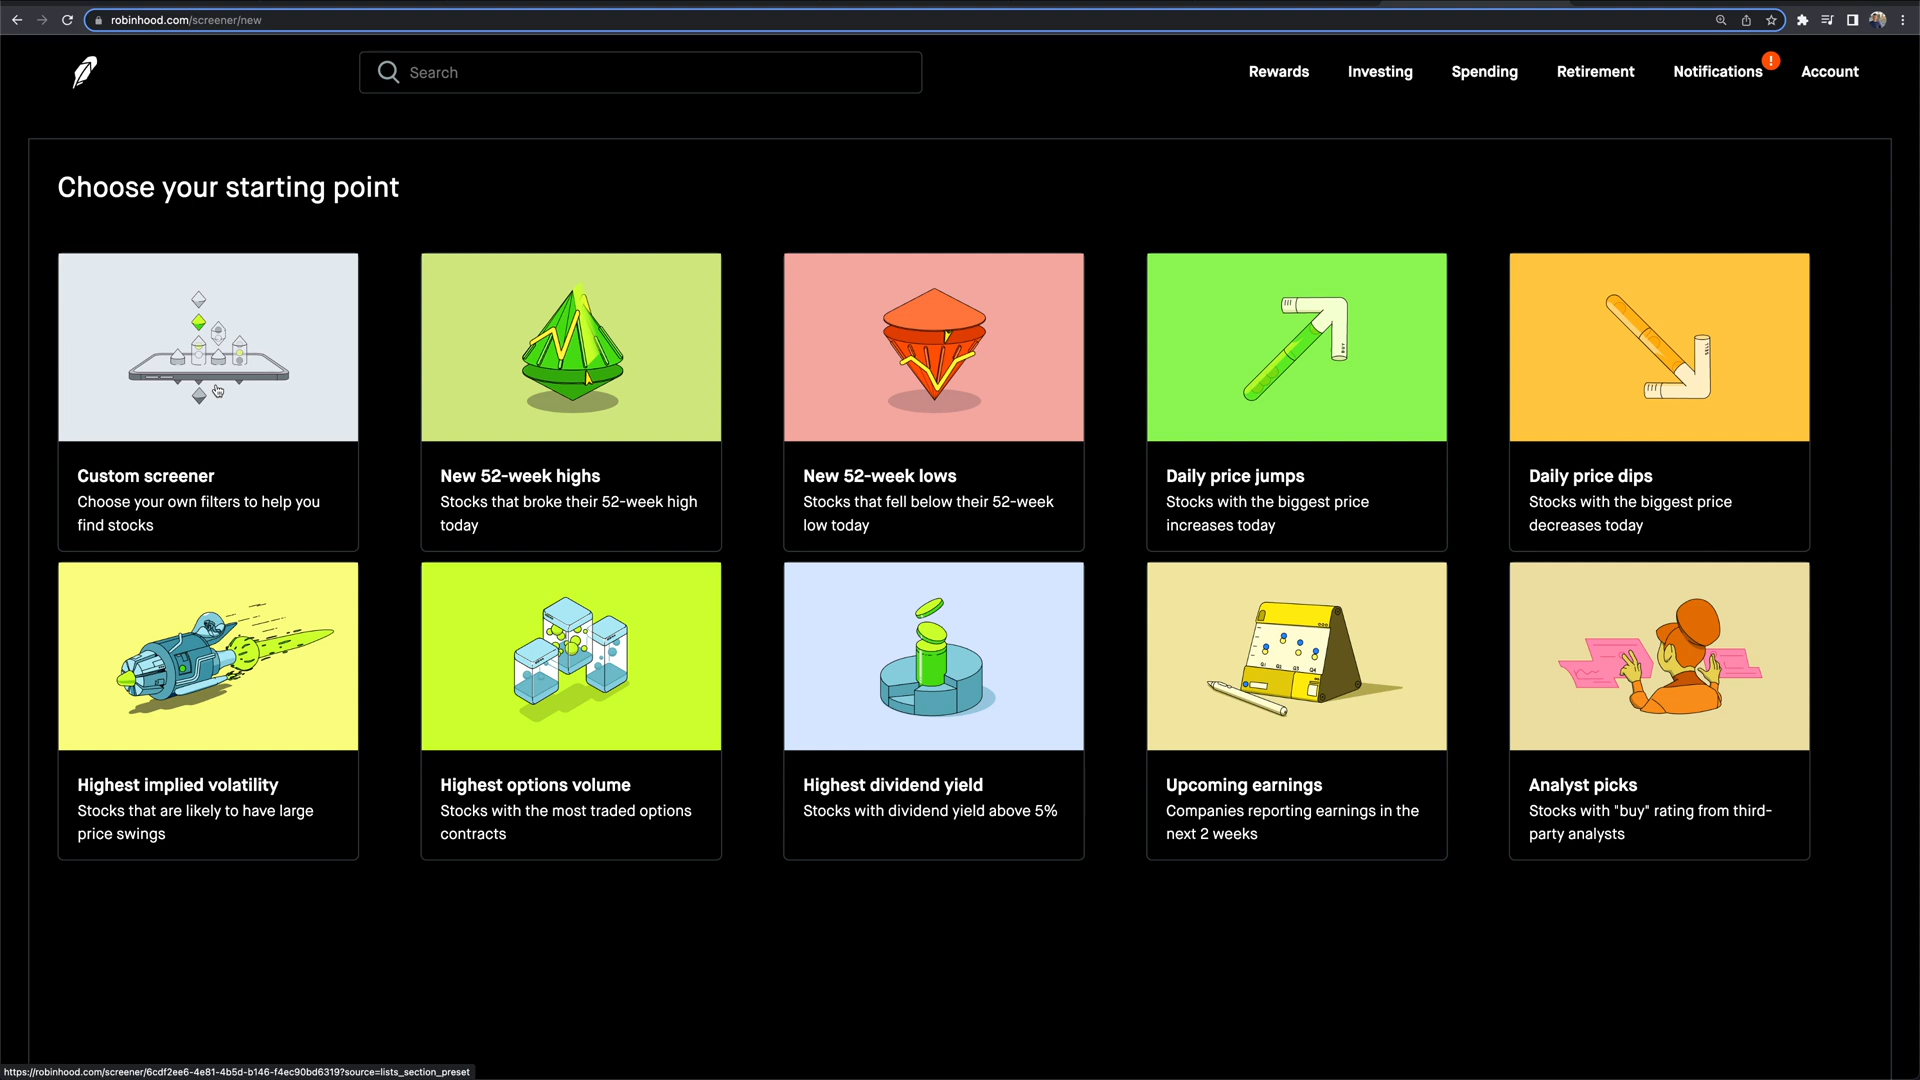 robinhood.com/screener/new
Search
Rewards
Investing
Spending
Retirement
Notifications
!
Account
Choose your starting point
Custom screener
Choose your own filters to help you
find stocks
New 52-week highs
Stocks that broke their 52-week high
today
New 52-week lows
Stocks that fell below their 52-week
low today
Daily price jumps
Stocks with the biggest price
increases today
Daily price dips
Stocks with the biggest price
decreases today
Highest implied volatility
Stocks that are likely to have large
price swings
Highest options volume
Stocks with the most traded options
contracts
Highest dividend yield
Stocks with dividend yield above 5%
Upcoming earnings
Companies reporting earnings in the
next 2 weeks
Analyst picks
Stocks with "buy" rating from third-
party analysts
https://robinhood.com/screener/6cdf2ee6-4e81-4b5d-b146-f4ec90bd6319?source=lists_section_preset